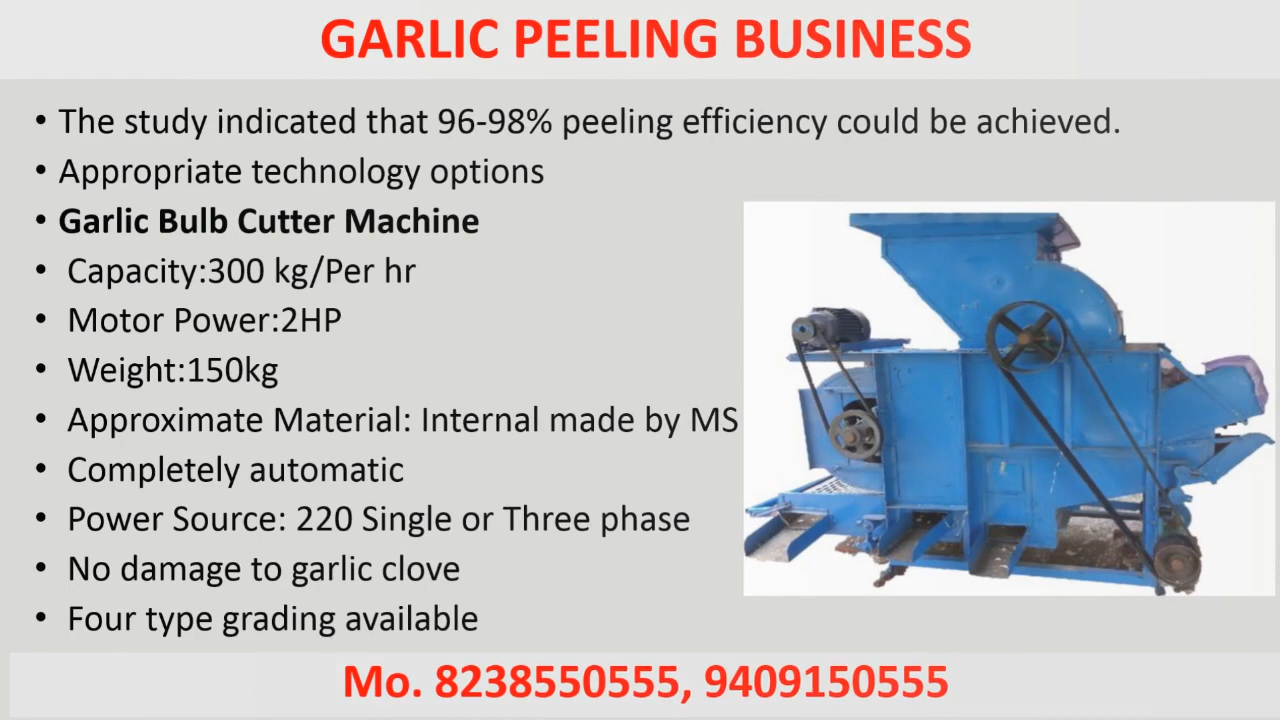 GARLIC PEELING BUSINESS
• The study indicated that 96-98% peeling efficiency could be achieved.
• Appropriate technology options
• Garlic Bulb Cutter Machine
• Capacity:300 kg/Per hr
• Motor Power:2HP
• Weight:150kg
• Approximate Material: Internal made by MS
• Completely automatic
• Power Source: 220 Single or Three phase
• No damage to garlic clove
• Four type grading available
Mo. 8238550555, 9409150555